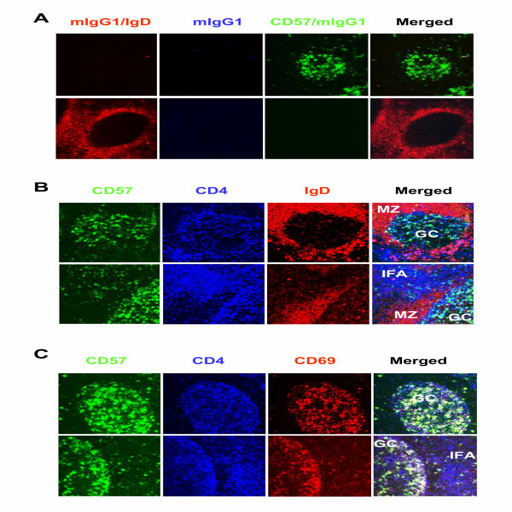 A
mIgG1/IgD mIgG1 CD57/mIgG1 Merged
B
CD57 CD4 IgD Merged
MZ
GC
IFA
MZ GC
C
CD57 CD4 CD69 Merged
GC
GC
IFA